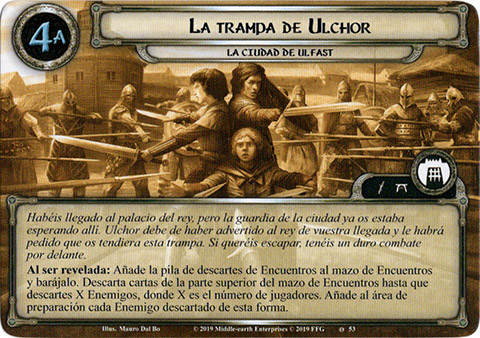 4A
La trampa de Ulchor
La ciudad de Ulfast
Habéis llegado al palacio del rey, pero la guardia de la ciudad ya os estaba
esperando allí. Ulchor debe de haber advertido al rey de vuestra llegada y le habrá
pedido que os tendiera esta trampa. Si queréis escapar, tenéis un duro combate
por delante.
Al ser revelada: Añade la pila de descartes de Encuentros al mazo de Encuentros
y barájalo. Descarta cartas de la parte superior del mazo de Encuentros hasta que
descartes X Enemigos, donde X es el número de jugadores. Añade al área de
preparación cada Enemigo descartado de esta forma.
Illus. Mauro Dal Bo © 2019 Middle-earth Enterprises © 2019 FFG 53